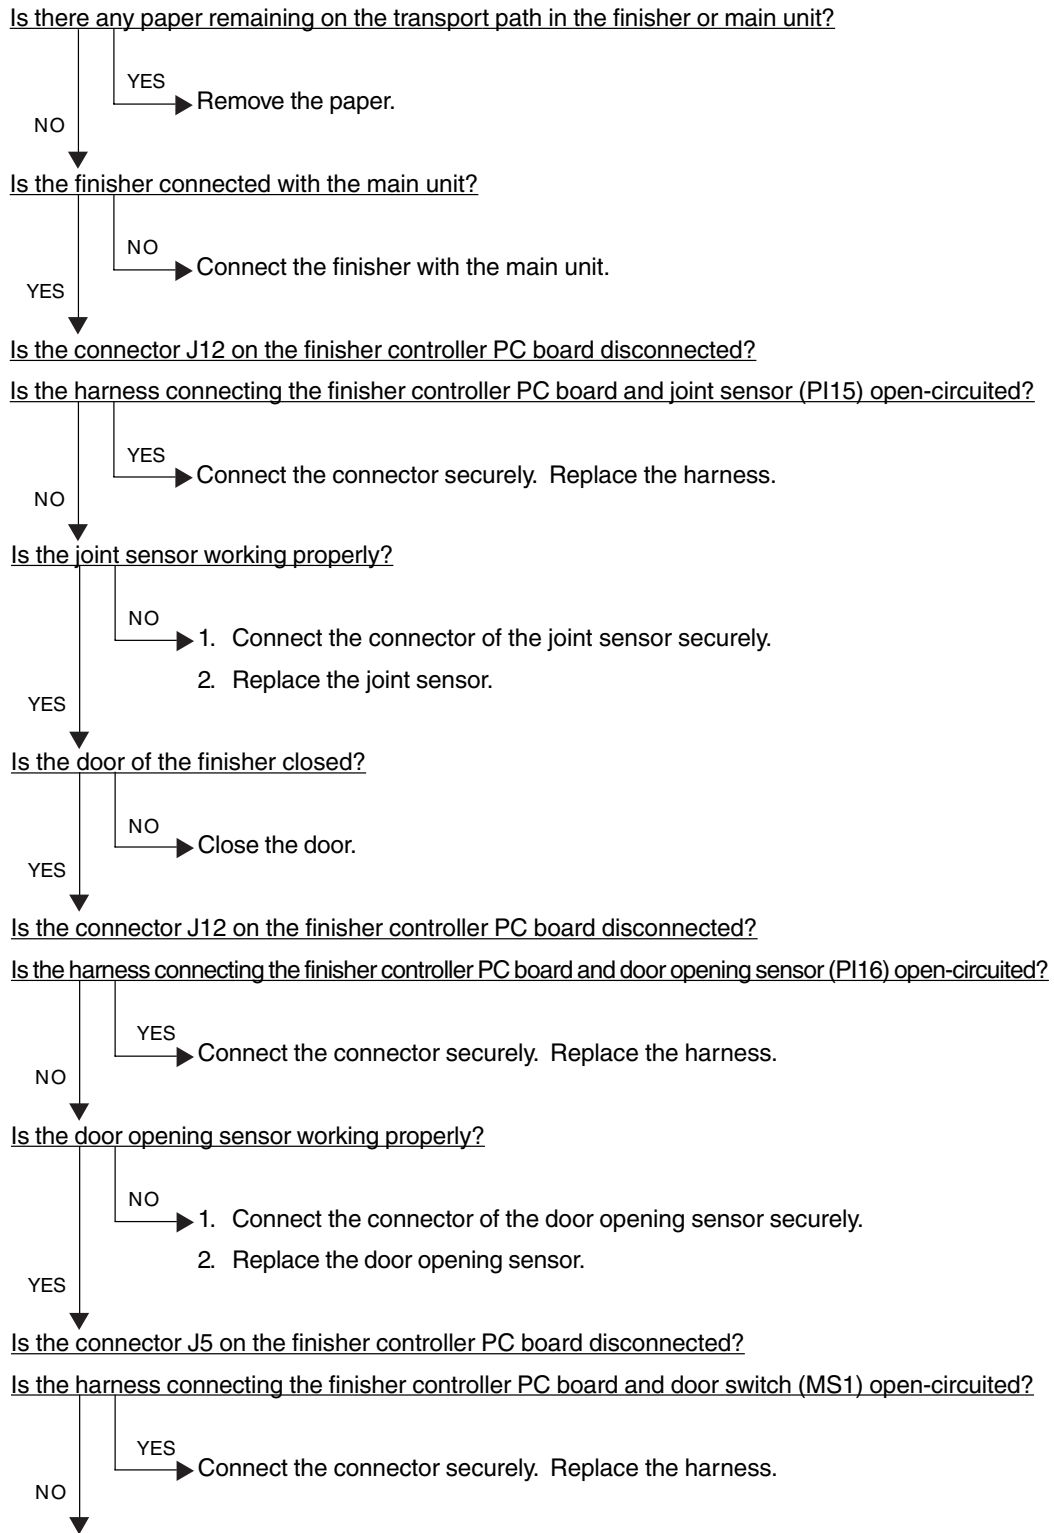 Is there any paper remaining on the transport path in the finisher or main unit?
YES
Remove the paper.
NO
Is the finisher connected with the main unit?
NO
Connect the finisher with the main unit.
YES
Is the connector J12 on the finisher controller PC board disconnected?
Is the harness connecting the finisher controller PC board and joint sensor (PI15) open-circuited?
YES
Connect the connector securely. Replace the harness.
NO
Is the joint sensor working properly?
NO
1. Connect the connector of the joint sensor securely.
2. Replace the joint sensor.
YES
Is the door of the finisher closed?
NO
Close the door.
YES
Is the connector J12 on the finisher controller PC board disconnected?
Is the harness connecting the finisher controller PC board and door opening sensor (PI16) open-circuited?
YES
Connect the connector securely. Replace the harness.
NO
Is the door opening sensor working properly?
NO
1. Connect the connector of the door opening sensor securely.
2. Replace the door opening sensor.
YES
Is the connector J5 on the finisher controller PC board disconnected?
Is the harness connecting the finisher controller PC board and door switch (MS1) open-circuited?
YES
Connect the connector securely. Replace the harness.
NO